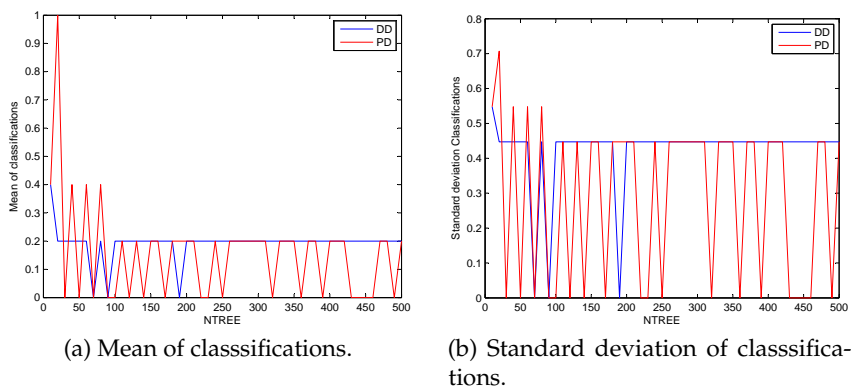 1
0.9
0.8
0.7
0.6
0.5
0.4
0.3
0.2
0.1
0
Mean of classifications
0 50 100 150 200 250 300 350 400 450 500
NTREE
DD
PD
(a) Mean of classsifications.
0.8
0.7
0.6
0.5
0.4
0.3
0.2
0.1
0
Standard deviation Classifications
0 50 100 150 200 250 300 350 400 450 500
NTREE
DD
PD
(b) Standard deviation of classsifica-
tions.